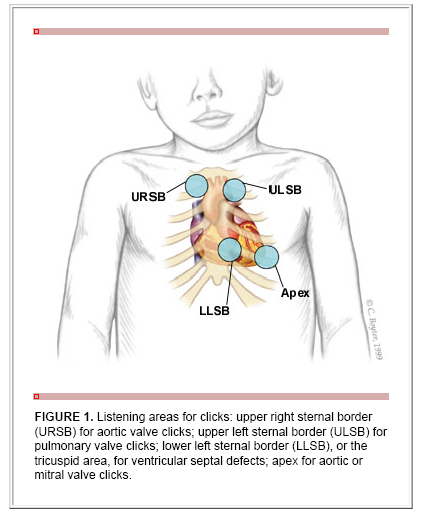 URSB
ULSB
LLSB
Apex
© C. Boyter, 1999
FIGURE 1. Listening areas for clicks: upper right sternal border
(URSB) for aortic valve clicks; upper left sternal border (ULSB) for
pulmonary valve clicks; lower left sternal border (LLSB), or the
tricuspid area, for ventricular septal defects; apex for aortic or
mitral valve clicks.